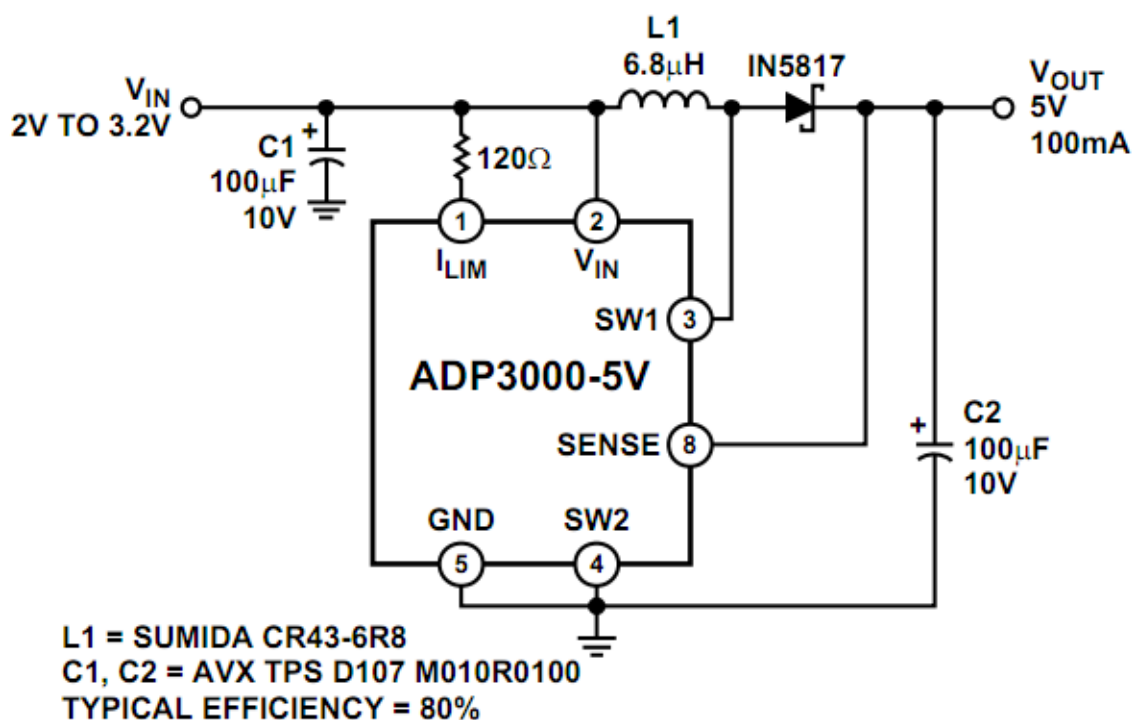 L1
6.8μH
IN5817
VIN
2V TO 3.2V
VOUT
5V
100mA
C1
+
100μF
10V
120Ω
1
2
ILIM
VIN
SW1
3
ADP3000-5V
SENSE
8
+
C2
100μF
10V
GND
SW2
5
4
L1 = SUMIDA CR43-6R8
C1, C2 = AVX TPS D107 M010R0100
TYPICAL EFFICIENCY = 80%